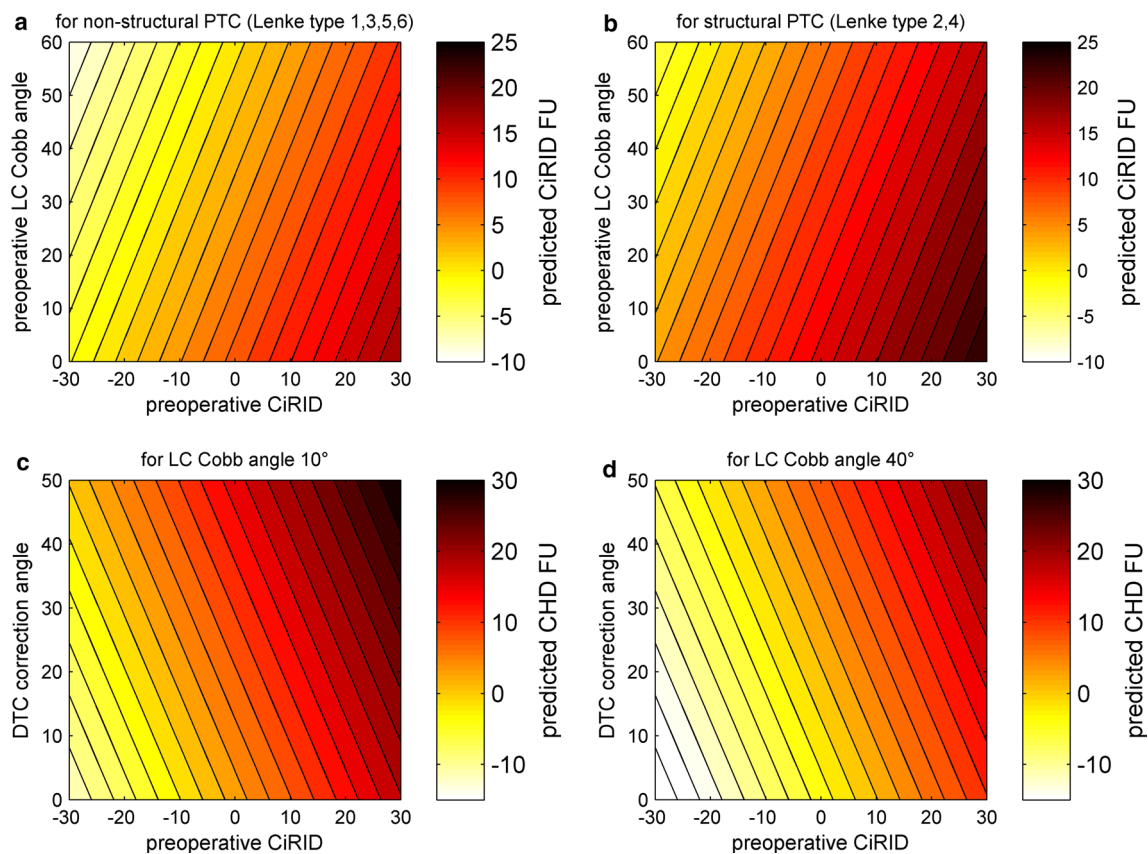 a for non-structural PTC (Lenke type 1,3,5,6)
60
50
40
30
20
10
0
preoperative LC Cobb angle
-30 -20 -10 0 10 20 30
preoperative CiRID
25
20
15
10
5
0
-5
-10
predicted CiRID FU
b for structural PTC (Lenke type 2,4)
60
50
40
30
20
10
0
preoperative LC Cobb angle
-30 -20 -10 0 10 20 30
preoperative CiRID
25
20
15
10
5
0
-5
-10
predicted CiRID FU
c for LC Cobb angle 10°
50
40
30
20
10
0
DTC correction angle
-30 -20 -10 0 10 20 30
preoperative CiRID
30
20
10
0
-10
predicted CHD FU
d for LC Cobb angle 40°
50
40
30
20
10
0
DTC correction angle
-30 -20 -10 0 10 20 30
preoperative CiRID
30
20
10
0
-10
predicted CHD FU